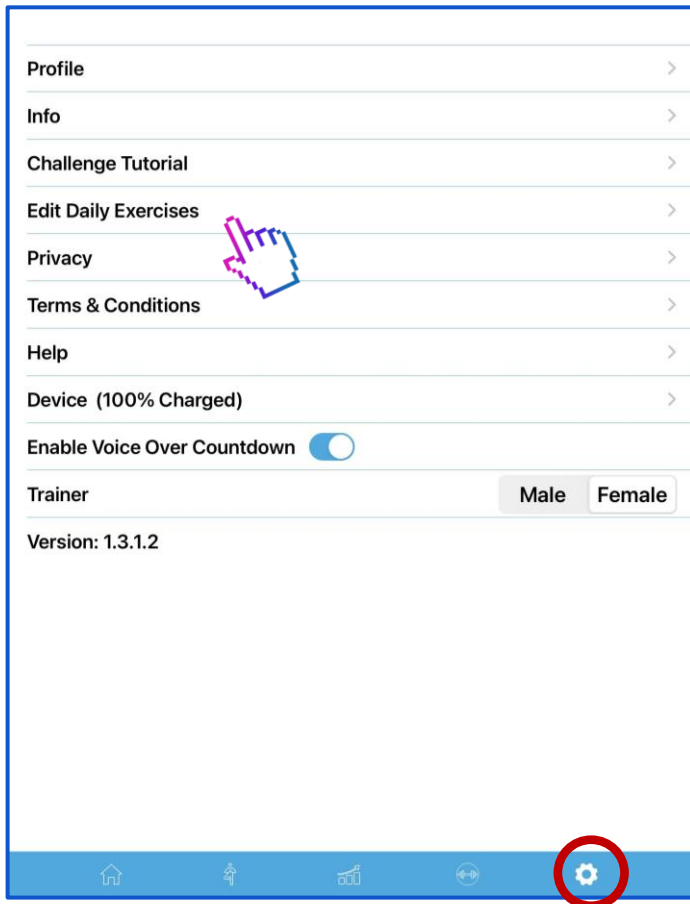 Profile
Info
Challenge Tutorial
Edit Daily Exercises
Privacy
Terms & Conditions
Help
Device (100% Charged)
Enable Voice Over Countdown
Trainer Male Female
Version: 1.3.1.2